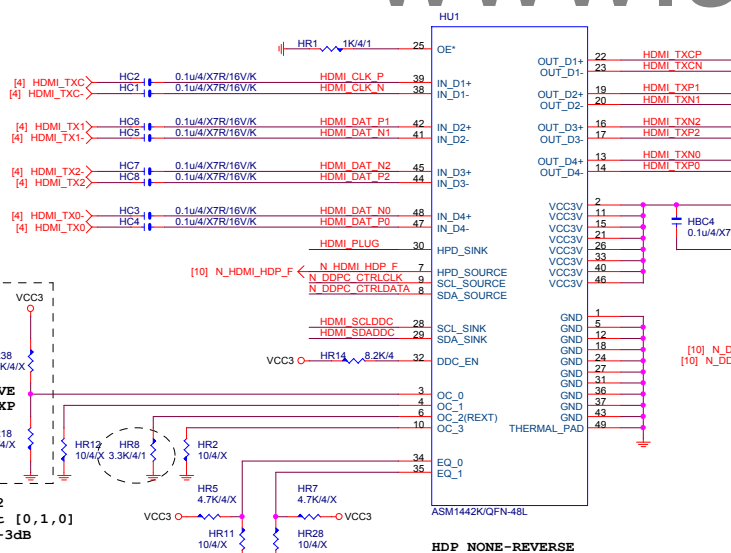 HU1
HR1 1K/4/1 25 OE*
[4] HDMI_TXC HC2 0.1u/4/X7R/16V/K HDMI_CLK_P 39 IN_D1+
[4] HDMI_TXC- HC1 0.1u/4/X7R/16V/K HDMI_CLK_N 38 IN_D1-
[4] HDMI_TX1 HC6 0.1u/4/X7R/16V/K HDMI_DAT_P1 42 IN_D2+
[4] HDMI_TX1- HC5 0.1u/4/X7R/16V/K HDMI_DAT_N1 41 IN_D2-
[4] HDMI_TX2- HC7 0.1u/4/X7R/16V/K HDMI_DAT_N2 45 IN_D3+
[4] HDMI_TX2 HC8 0.1u/4/X7R/16V/K HDMI_DAT_P2 44 IN_D3-
[4] HDMI_TX0- HC3 0.1u/4/X7R/16V/K HDMI_DAT_N0 48 IN_D4+
[4] HDMI_TX0 HC4 0.1u/4/X7R/16V/K HDMI_DAT_P0 47 IN_D4-
HDMI_PLUG 30 HPD_SINK
[10] N_HDMI_HDP_F N_HDMI_HDP_F 7 HPD_SOURCE
N_DDPC_CTRLCLK 9 SCL_SOURCE
N_DDPC_CTRLDATA 8 SDA_SOURCE
HDMI_SCLDDC 28 SCL_SINK
HDMI_SDADDC 29 SDA_SINK
VCC3 HR14 8.2K/4 32 DDC_EN
3 OC_0
4 OC_1
6 OC_2(REXT)
10 OC_3
34 EQ_0
35 EQ_1
OUT_D1+ 22 HDMI_TXCP
OUT_D1- 23 HDMI_TXCN
OUT_D2+ 19 HDMI_TXP1
OUT_D2- 20 HDMI_TXN1
OUT_D3+ 16 HDMI_TXN2
OUT_D3- 17 HDMI_TXP2
OUT_D4+ 13 HDMI_TXN0
OUT_D4- 14 HDMI_TXP0
VCC3V 2
VCC3V 11
VCC3V 15
VCC3V 21
VCC3V 26
VCC3V 33
VCC3V 40
VCC3V 46
HBC4
0.1u/4/X7
GND 1
GND 5
GND 12
GND 18
GND 24
GND 27
GND 31
GND 36
GND 37
GND 43
THERMAL_PAD 49
[10] N_D
[10] N_DD
VCC3
38
K/4/X
VE
XP
18
4/X
HR12
10/4/X
HR8
3.3K/4/1
HR2
10/4/X
HR5
4.7K/4/X
VCC3
HR7
4.7K/4/X
VCC3
HR11
10/4/X
HR28
10/4/X
2
t [0,1,0]
-3dB
ASM1442K/QFN-48L
HDP NONE-REVERSE